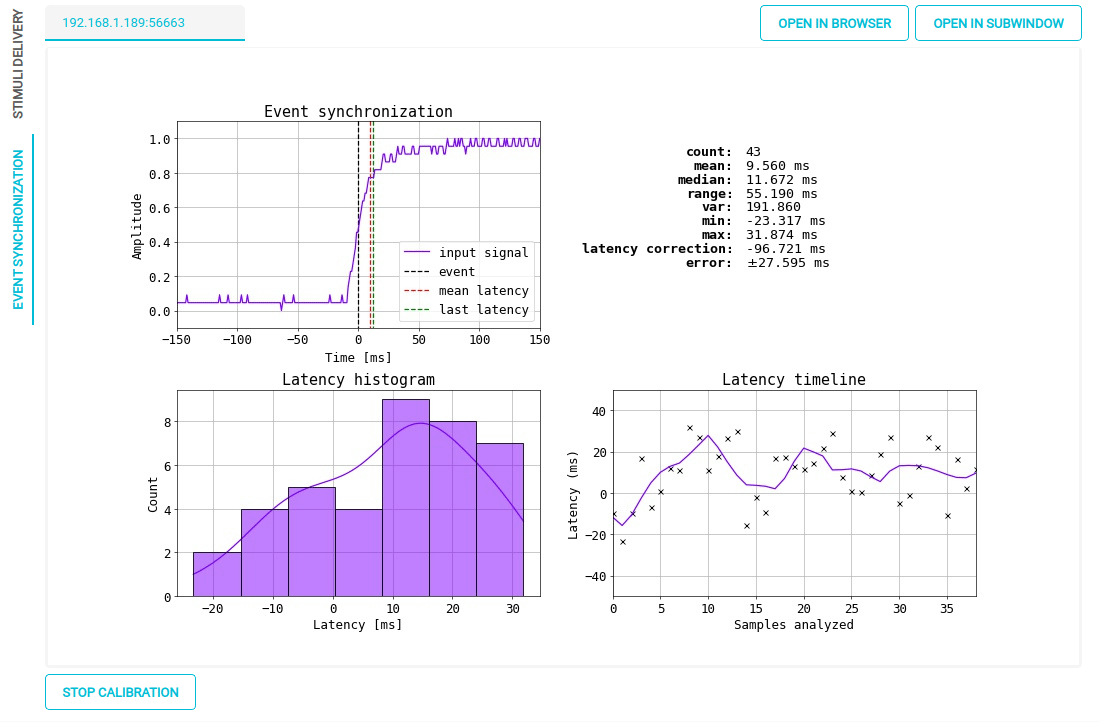 STIMULI DELIVERY
EVENT SYNCHRONIZATION
192.168.1.189:56663
OPEN IN BROWSER
OPEN IN SUBWINDOW
Event synchronization
Amplitude
1.0
0.8
0.6
0.4
0.2
0.0
input signal
event
mean latency
last latency
−150 −100 −50 0 50 100 150
Time [ms]
count: 43
mean: 9.560 ms
median: 11.672 ms
range: 55.190 ms
var: 191.860
min: -23.317 ms
max: 31.874 ms
latency correction: -96.721 ms
error: ±27.595 ms
Latency histogram
Count
8
6
4
2
0
−20 −10 0 10 20 30
Latency [ms]
Latency timeline
Latency (ms)
40
20
0
−20
−40
0 5 10 15 20 25 30 35
Samples analyzed
STOP CALIBRATION